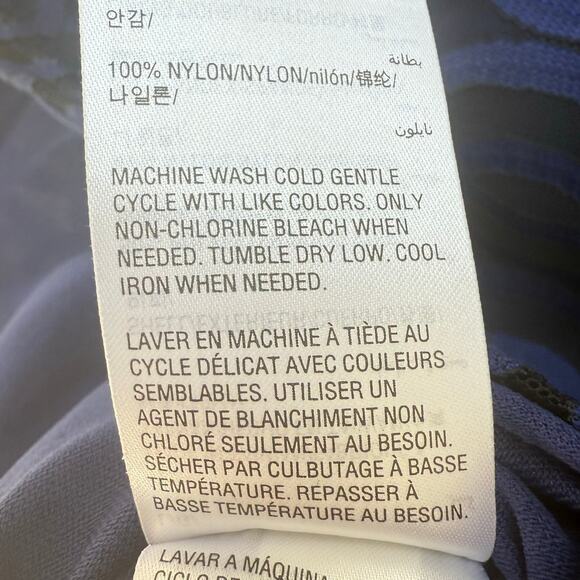 안감/
بطانة
100% NYLON/NYLON/nilón/锦纶/
나일론/
نايلون
MACHINE WASH COLD GENTLE
CYCLE WITH LIKE COLORS. ONLY
NON-CHLORINE BLEACH WHEN
NEEDED. TUMBLE DRY LOW. COOL
IRON WHEN NEEDED.
LAVER EN MACHINE À TIÈDE AU
CYCLE DÉLICAT AVEC COULEURS
SEMBLABLES. UTILISER UN
AGENT DE BLANCHIMENT NON
CHLORÉ SEULEMENT AU BESOIN.
SÉCHER PAR CULBUTAGE À BASSE
TEMPÉRATURE. REPASSER À
BASSE TEMPÉRATURE AU BESOIN.
LAVAR A MÁQUINA
CICLO